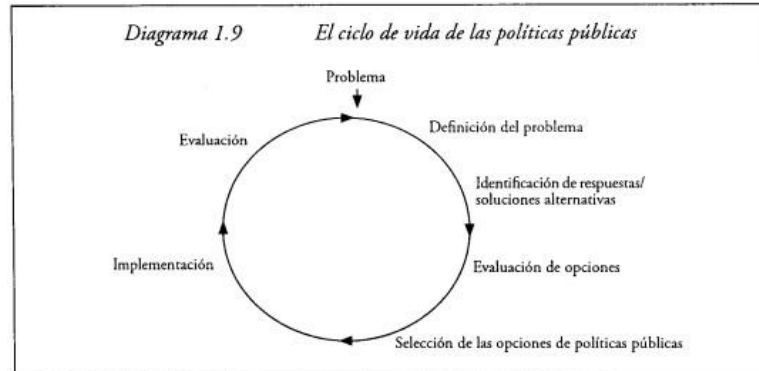 Diagrama 1.9 El ciclo de vida de las políticas públicas
Problema
Definición del problema
Identificación de respuestas/
soluciones alternativas
Evaluación de opciones
Selección de las opciones de políticas públicas
Implementación
Evaluación